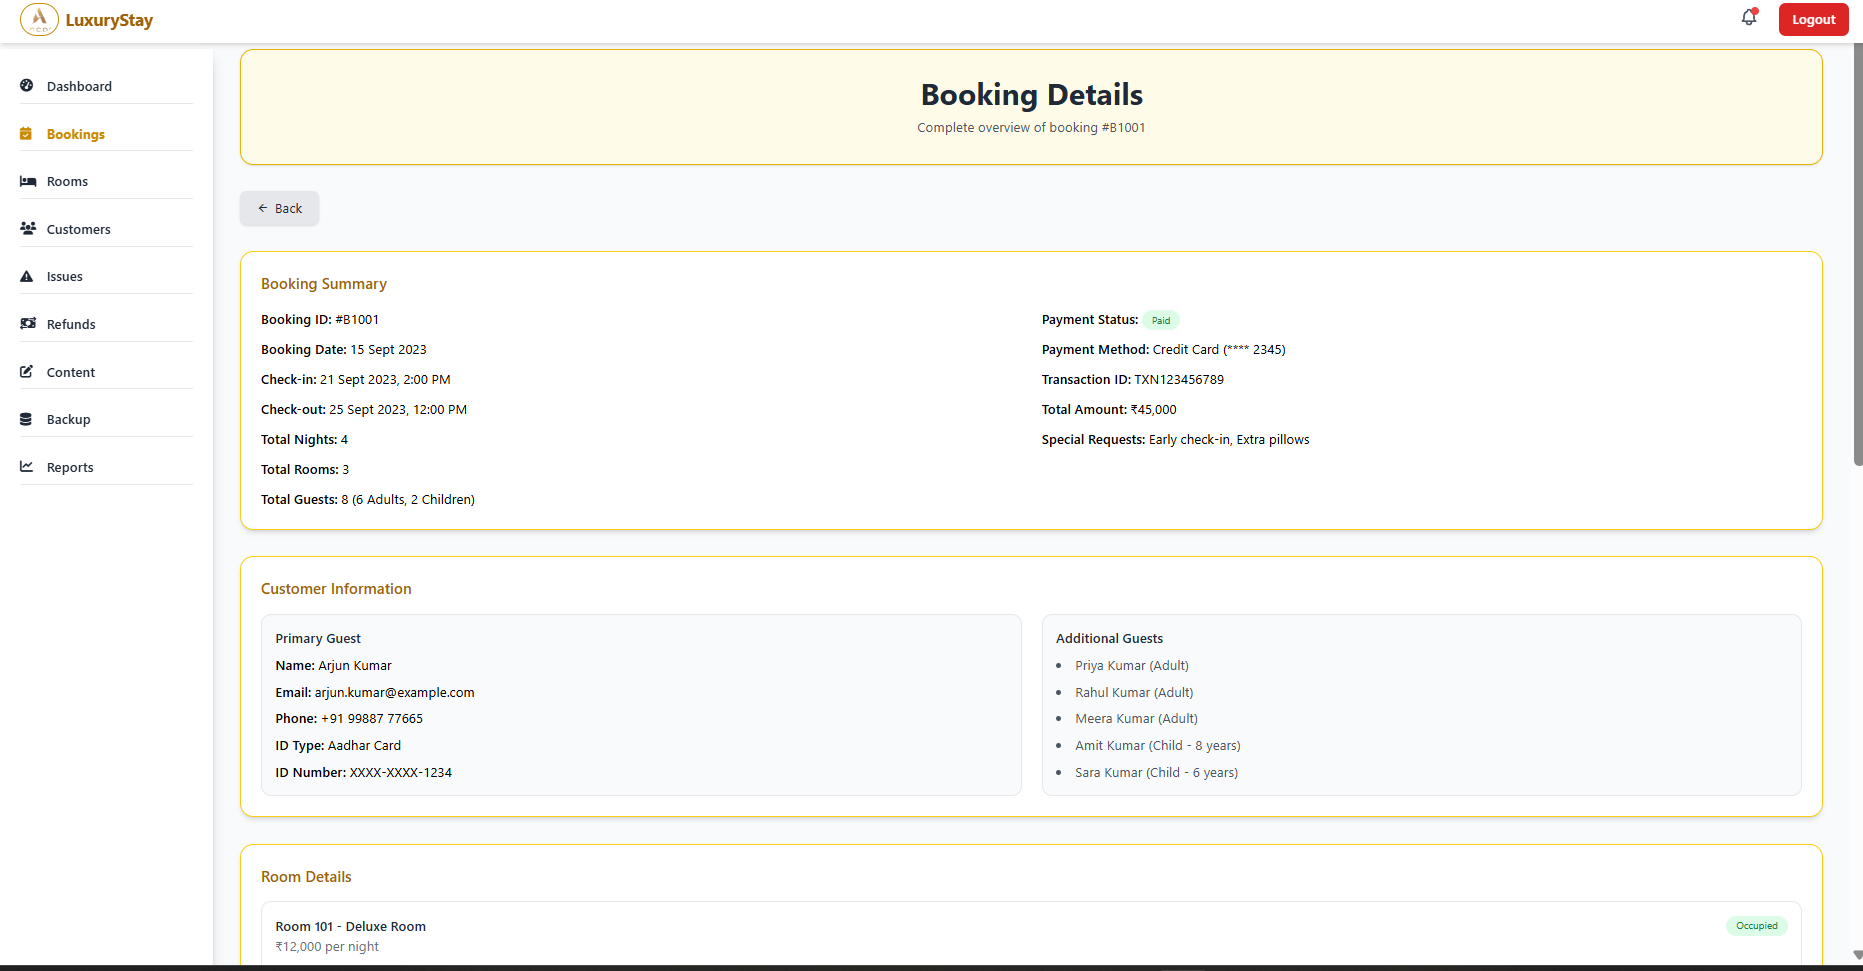 LuxuryStay
Logout
Dashboard
Bookings
Rooms
Customers
Issues
Refunds
Content
Backup
Reports
Booking Details
Complete overview of booking #B1001
← Back
Booking Summary
Booking ID: #B1001
Booking Date: 15 Sept 2023
Check-in: 21 Sept 2023, 2:00 PM
Check-out: 25 Sept 2023, 12:00 PM
Total Nights: 4
Total Rooms: 3
Total Guests: 8 (6 Adults, 2 Children)
Payment Status: Paid
Payment Method: Credit Card (**** 2345)
Transaction ID: TXN123456789
Total Amount: ₹45,000
Special Requests: Early check-in, Extra pillows
Customer Information
Primary Guest
Name: Arjun Kumar
Email: arjun.kumar@example.com
Phone: +91 99887 77665
ID Type: Aadhar Card
ID Number: XXXX-XXXX-1234
Additional Guests
• Priya Kumar (Adult)
• Rahul Kumar (Adult)
• Meera Kumar (Adult)
• Amit Kumar (Child - 8 years)
• Sara Kumar (Child - 6 years)
Room Details
Room 101 - Deluxe Room
Occupied
₹12,000 per night